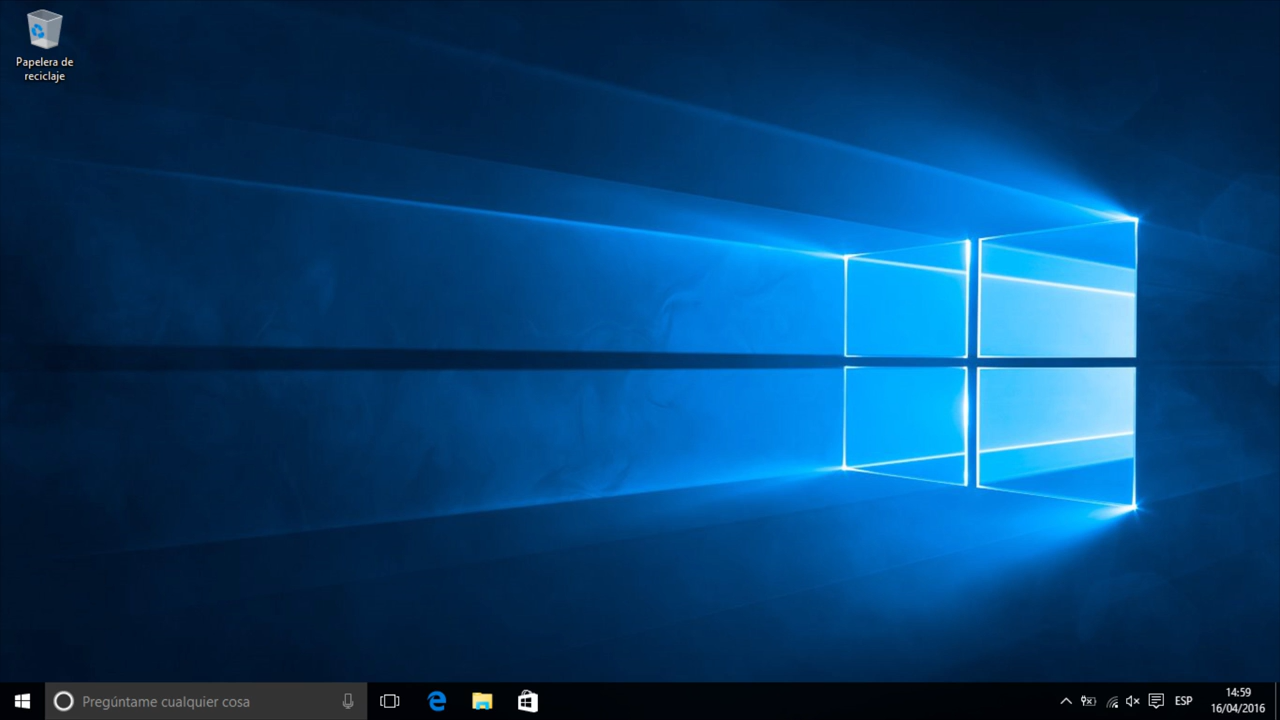 Papelera de
reciclaje
Pregúntame cualquier cosa
ESP
14:59
16/04/2016